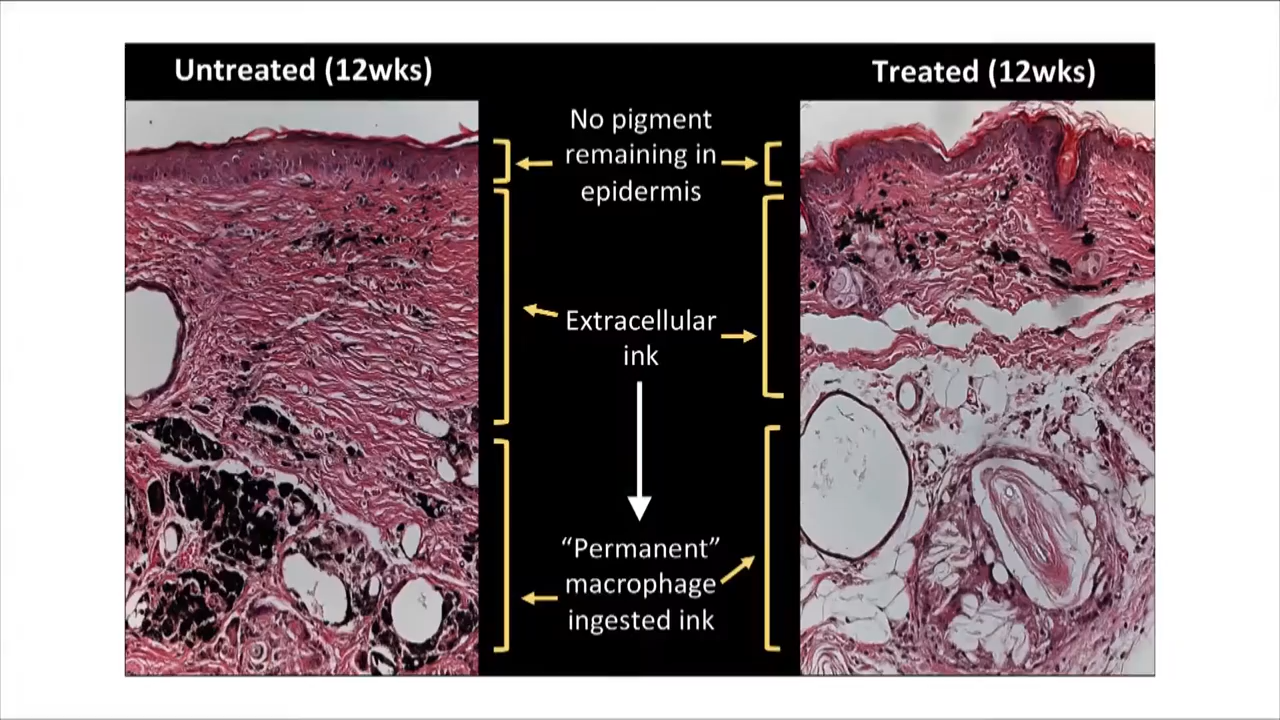 Untreated (12wks)
Treated (12wks)
No pigment
remaining in
epidermis
Extracellular
ink
“Permanent”
macrophage
ingested ink